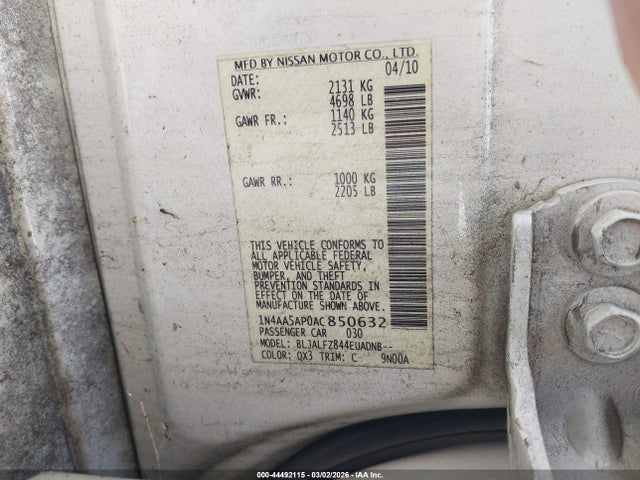 MFD BY NISSAN MOTOR CO., LTD.
DATE: 04/10
GVWR: 2131 KG
4698 LB
GAWR FR.: 1140 KG
2513 LB
GAWR RR.: 1000 KG
2205 LB
THIS VEHICLE CONFORMS TO
ALL APPLICABLE FEDERAL
MOTOR VEHICLE SAFETY,
BUMPER, AND THEFT
PREVENTION STANDARDS IN
EFFECT ON THE DATE OF
MANUFACTURE SHOWN ABOVE.
1N4AA5AP0AC850632
PASSENGER CAR 030
MODEL: BLJALFZ844EUADNB--
COLOR: QX3 TRIM: C 9N00A
000-44492115 - 03/02/2026 - IAA Inc.